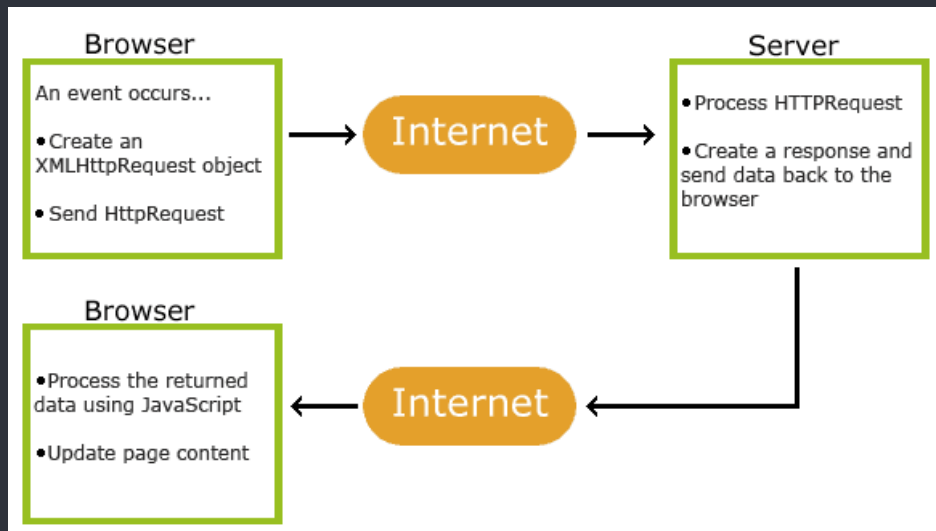 Browser
An event occurs...
•Create an
XMLHttpRequest object
• Send HttpRequest
Internet
Server
•Process HTTPRequest
•Create a response and
send data back to the
browser
Browser
•Process the returned
data using JavaScript
•Update page content
Internet